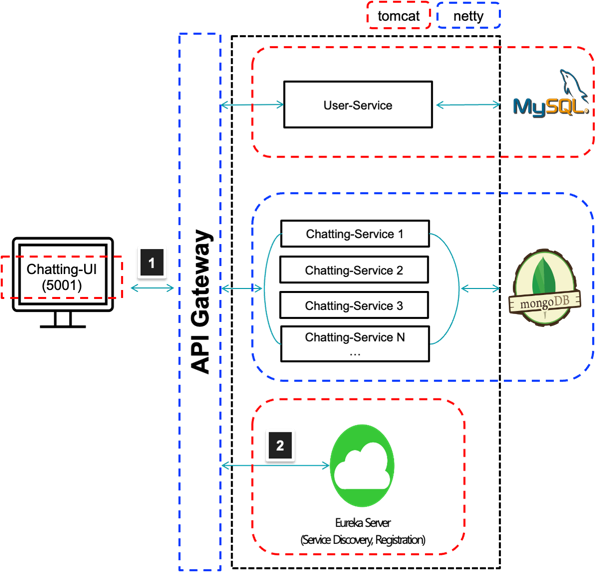 tomcat
netty
User-Service
MySQL
Chatting-UI
(5001)
1
API Gateway
Chatting-Service 1
Chatting-Service 2
Chatting-Service 3
Chatting-Service N
...
mongoDB
2
Eureka Server
(Service Discovery, Registration)